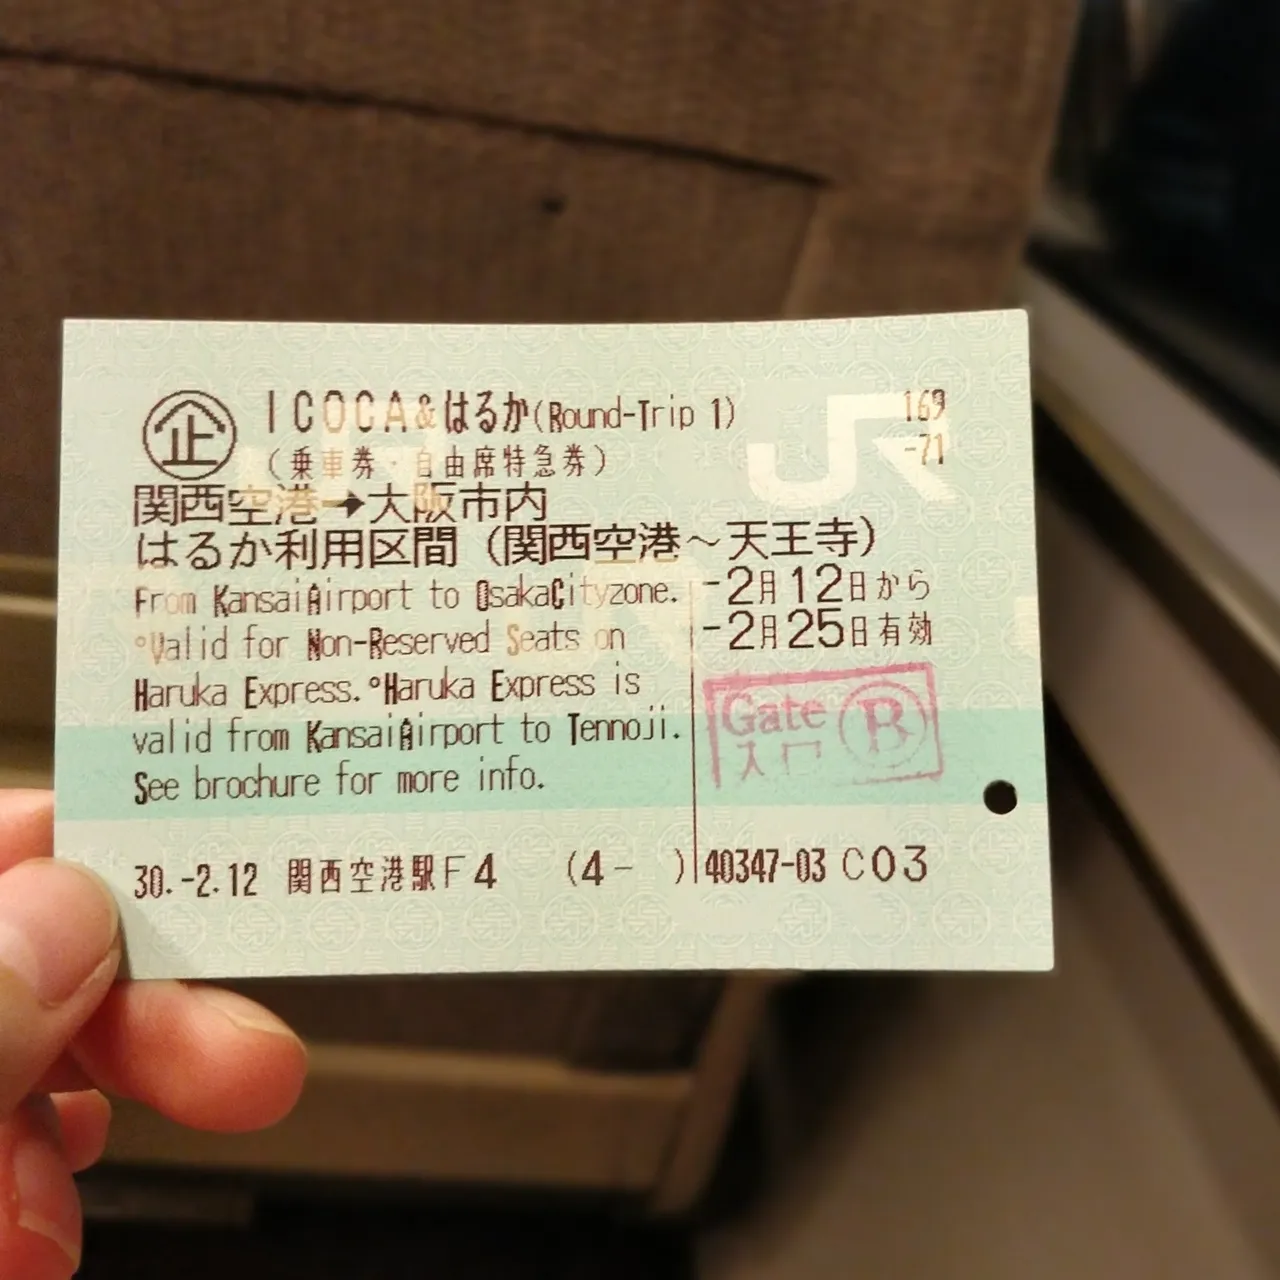 企 ICOCA&はるか(Round-Trip 1)
169
-71
(乗車券・自由席特急券)
JR
関西空港→大阪市内
はるか利用区間 (関西空港~天王寺)
From KansaiAirport to OsakaCityzone.
°Valid for Non-Reserved Seats on
Haruka Express.°Haruka Express is
valid from KansaiAirport to Tennoji.
See brochure for more info.
-2月12日から
-2月25日有効
Gate B
入口
30.-2.12 関西空港駅F4 (4- ) 40347-03 C03